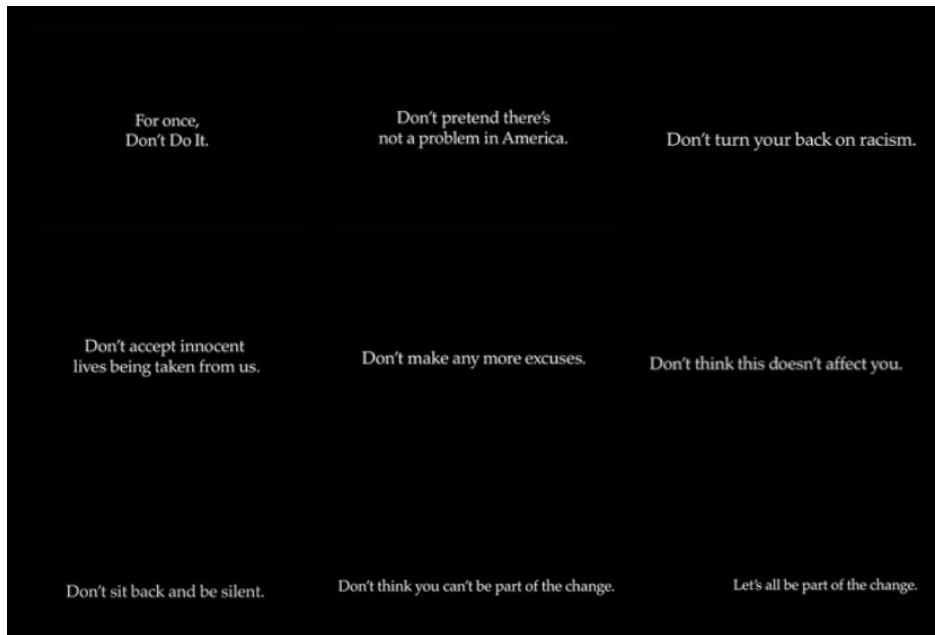 For once,
Don't Do It.
Don't pretend there's
not a problem in America.
Don't turn your back on racism.
Don't accept innocent
lives being taken from us.
Don't make any more excuses.
Don't think this doesn't affect you.
Don't sit back and be silent.
Don't think you can't be part of the change.
Let's all be part of the change.